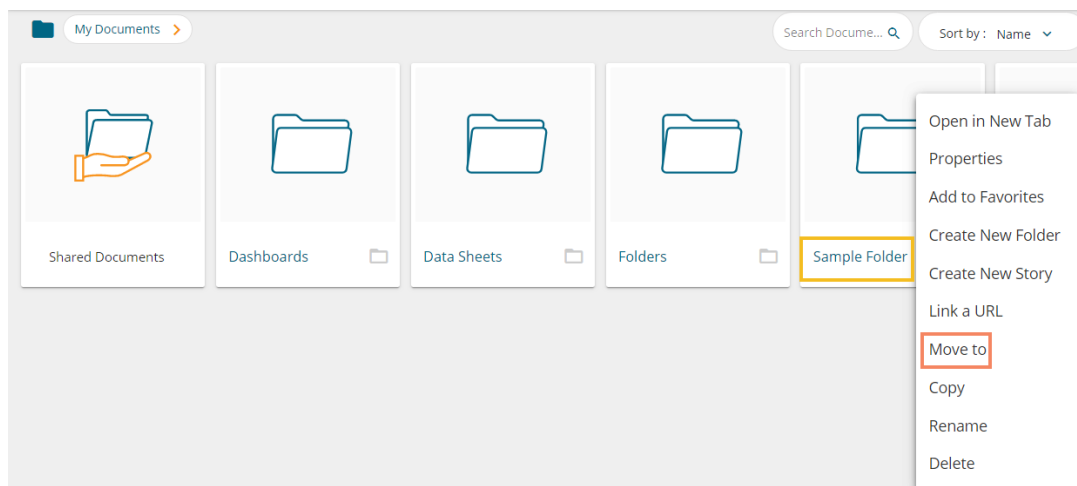 My Documents
Search Docume...
Sort by : Name
Shared Documents
Dashboards
Data Sheets
Folders
Sample Folder
Open in New Tab
Properties
Add to Favorites
Create New Folder
Create New Story
Link a URL
Move to
Copy
Rename
Delete